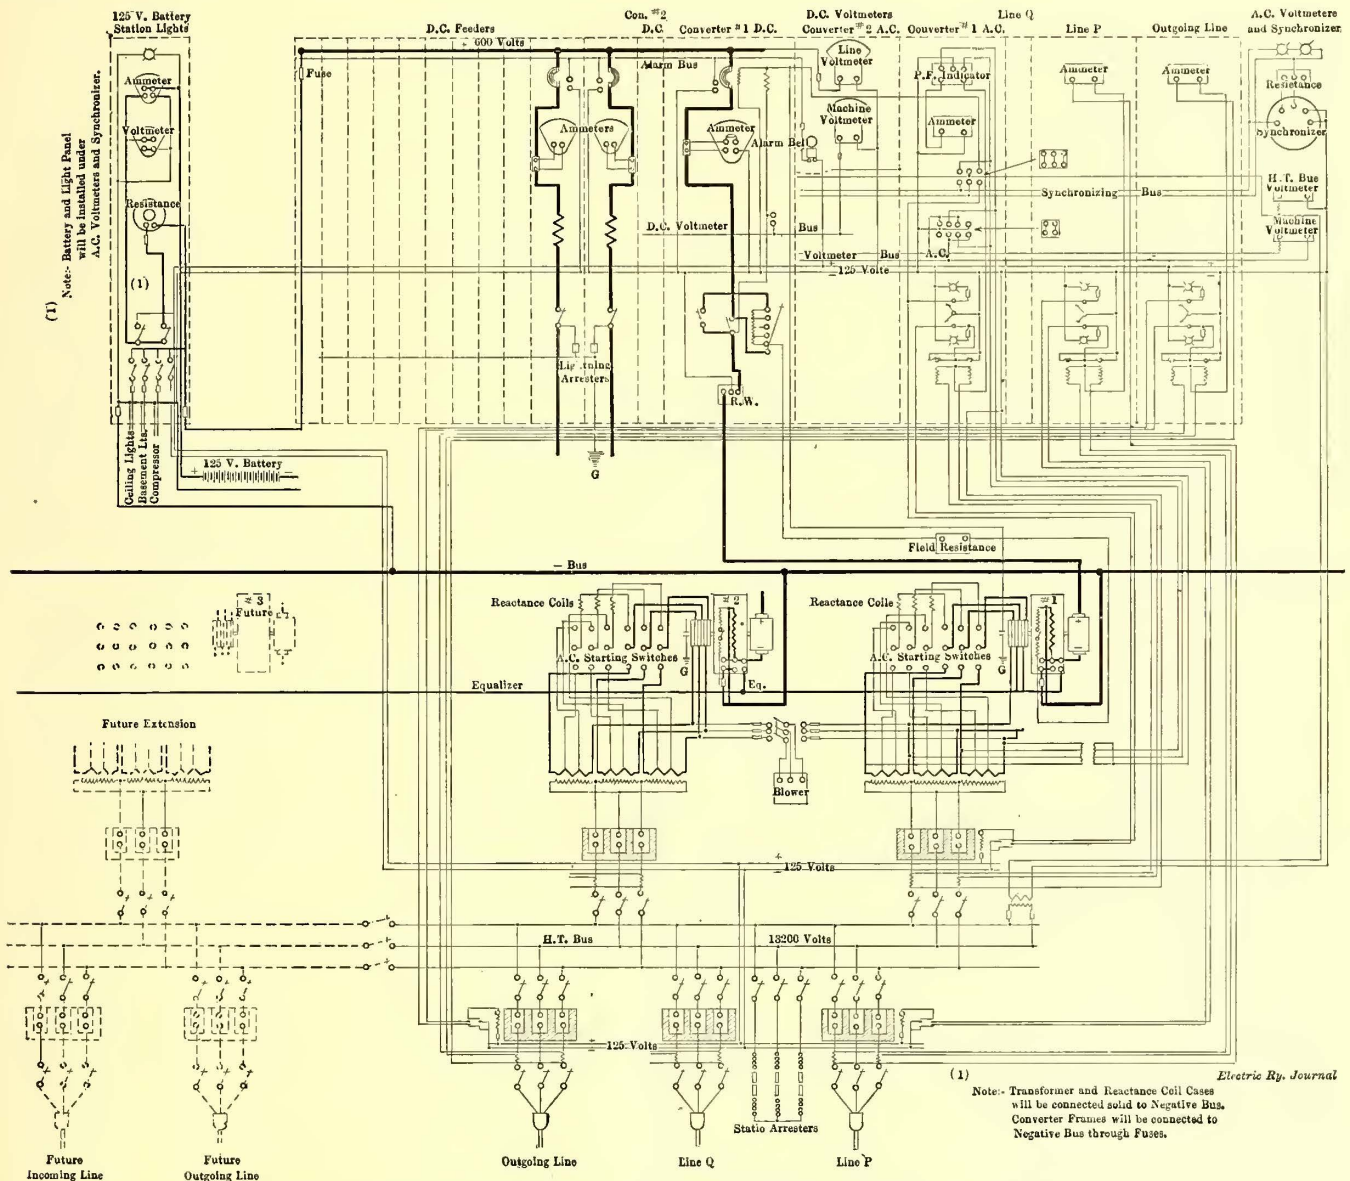 125 V. Battery
Station Lights
D.C. Feeders
Con. #2
D.C.
Converter #1 D.C.
D.C. Voltmeters
Couverter #2 A.C.
Line Q
Oouverter #1 A.C.
Line P
Outgoing Line
A.C. Voltmeters
and Synchronizer
600 Volts
Fuse
Alarm Bus
Ammeter
Voltmeter
Resistance
(1)
(1)
Note:- Battery and Light Panel
will be installed under
A.C. Voltmeters and Synchronizer.
Ammeters
Ammeter
Line
Voltmeter
Machine
Voltmeter
Alarm Bell
P.F. Indicator
Ammeter
Ammeter
Ammeter
Resistance
Synchronizer
Synchronizing Bus
H.T. Bus
Voltmeter
Machine
Voltmeter
D.C. Voltmeter Bus
Voltmeter Bus A.C.
+
− 125 Volts
Lightning
Arresters
R.W.
G
Ceiling Lights
Basement Lts.
Compressor
+ 125 V. Battery −
Field Resistance
− Bus
#3
Future
Reactance Coils
#2
Reactance Coils
#1
A.C. Starting Switches
G
A.C. Starting Switches
G
Equalizer
Eq.
Future Extension
Blower
+
125 Volts
−
H.T. Bus
13200 Volts
+
− 125 Volts
Static Arresters
Future
Incoming Line
Future
Outgoing Line
Outgoing Line
Line Q
Line P
(1)
Electric Ry. Journal
Note:- Transformer and Reactance Coil Cases
will be connected solid to Negative Bus.
Converter Frames will be connected to
Negative Bus through Fuses.